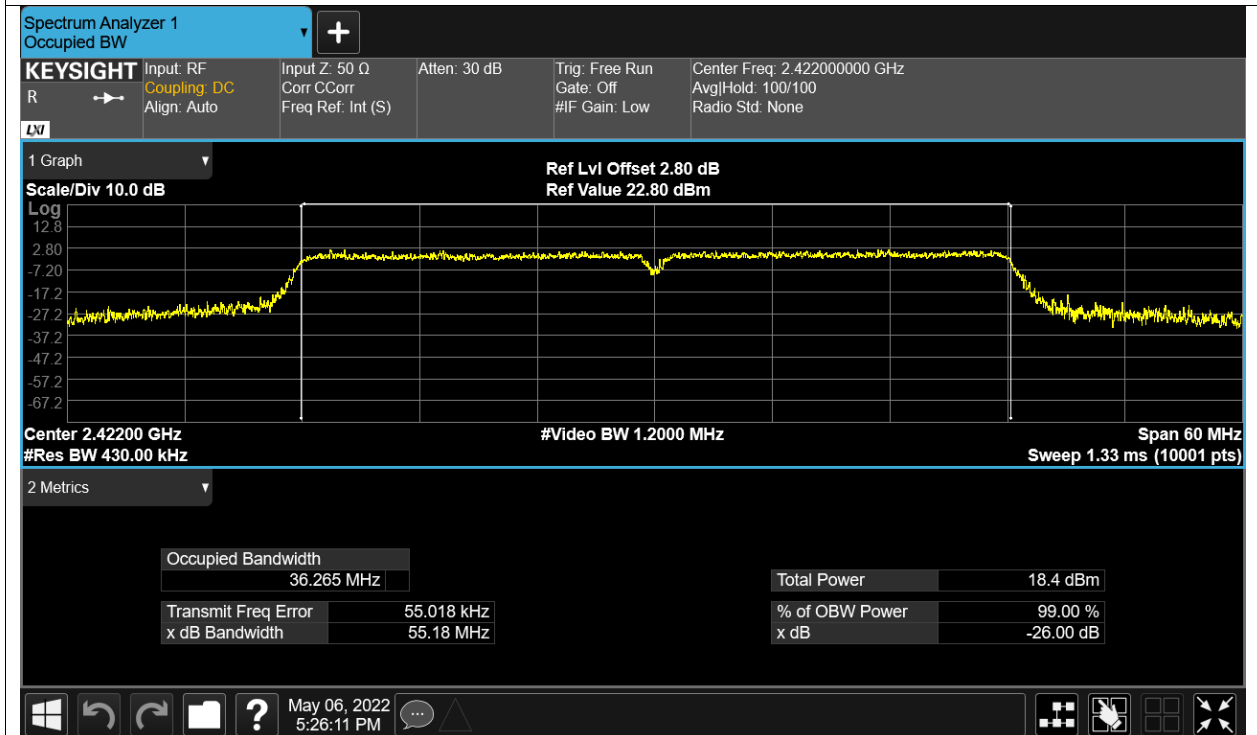 Spectrum Analyzer 1
Occupied BW
▼
+
KEYSIGHT
R
LXI
Input: RF
Coupling: DC
Align: Auto
Input Z: 50 Ω
Corr CCorr
Freq Ref: Int (S)
Atten: 30 dB
Trig: Free Run
Gate: Off
#IF Gain: Low
Center Freq: 2.422000000 GHz
Avg|Hold: 100/100
Radio Std: None
1 Graph ▼
Ref Lvl Offset 2.80 dB
Scale/Div 10.0 dB
Ref Value 22.80 dBm
Log
12.8
2.80
-7.20
-17.2
-27.2
-37.2
-47.2
-57.2
-67.2
Center 2.42200 GHz
#Video BW 1.2000 MHz
Span 60 MHz
#Res BW 430.00 kHz
Sweep 1.33 ms (10001 pts)
2 Metrics ▼
Occupied Bandwidth
36.265 MHz
Transmit Freq Error 55.018 kHz
x dB Bandwidth 55.18 MHz
Total Power 18.4 dBm
% of OBW Power 99.00 %
x dB -26.00 dB
?
May 06, 2022
5:26:11 PM